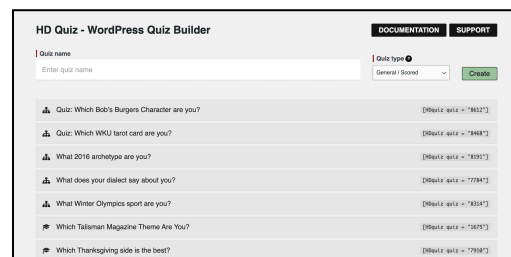 HD Quiz - WordPress Quiz Builder
DOCUMENTATION SUPPORT
Quiz name
Quiz type ?
Enter quiz name
General / Scored
Create
Quiz: Which Bob's Burgers Character are you? [HDquiz quiz = "8612"]
Quiz: Which WKU tarot card are you? [HDquiz quiz = "8468"]
What 2016 archetype are you? [HDquiz quiz = "8191"]
What does your dialect say about you? [HDquiz quiz = "7784"]
What Winter Olympics sport are you? [HDquiz quiz = "8314"]
Which Talisman Magazine Theme Are You? [HDquiz quiz = "1675"]
Which Thanksgiving side is the best? [HDquiz quiz = "7910"]